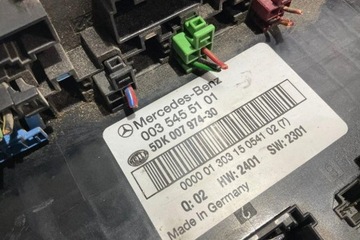 Mercedes-Benz
003 545 51 01
HELLA
5DK 007 974-30
0000 01 303 15 0541 02 (7)
Q: 02 HW: 2401 SW: 2301
Made in Germany